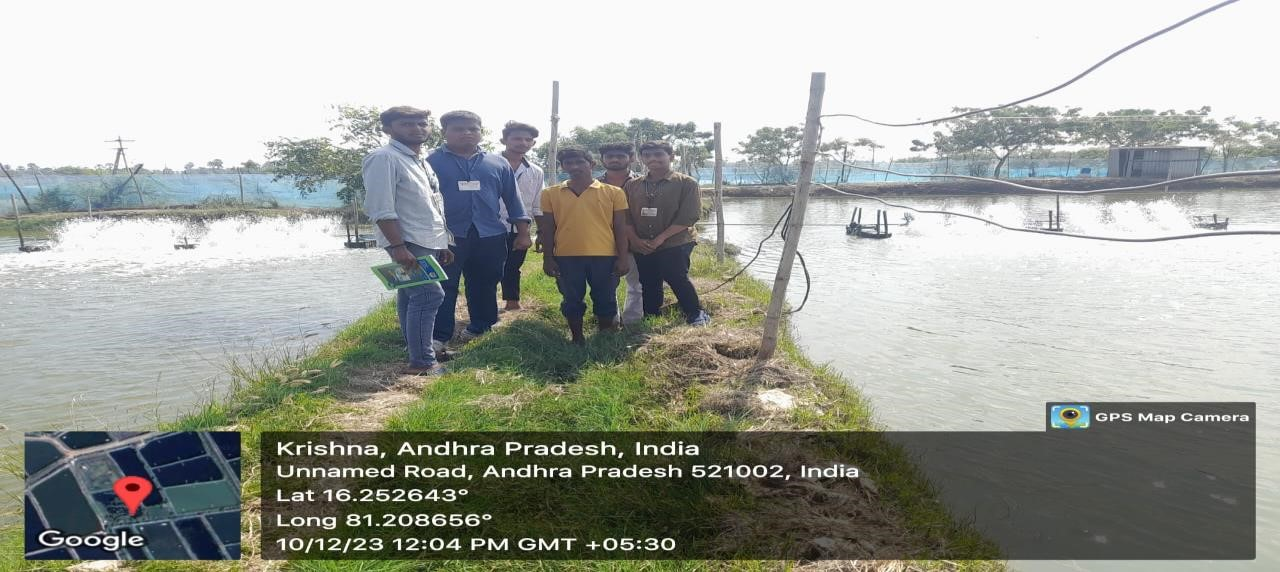 GPS Map Camera
Krishna, Andhra Pradesh, India
Unnamed Road, Andhra Pradesh 521002, India
Lat 16.252643°
Long 81.208656°
10/12/23 12:04 PM GMT +05:30
Google